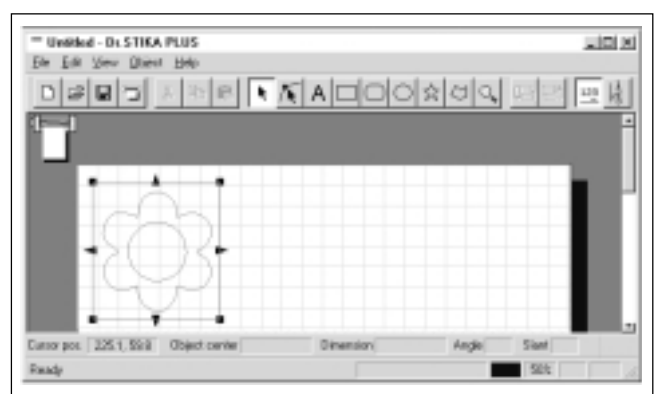 Untitled - Dr.STIKA PLUS
File Edit View Object Help
A
Cursor pos. 225.1, 59.8 Object center Dimension Angle Slant
Ready 50%